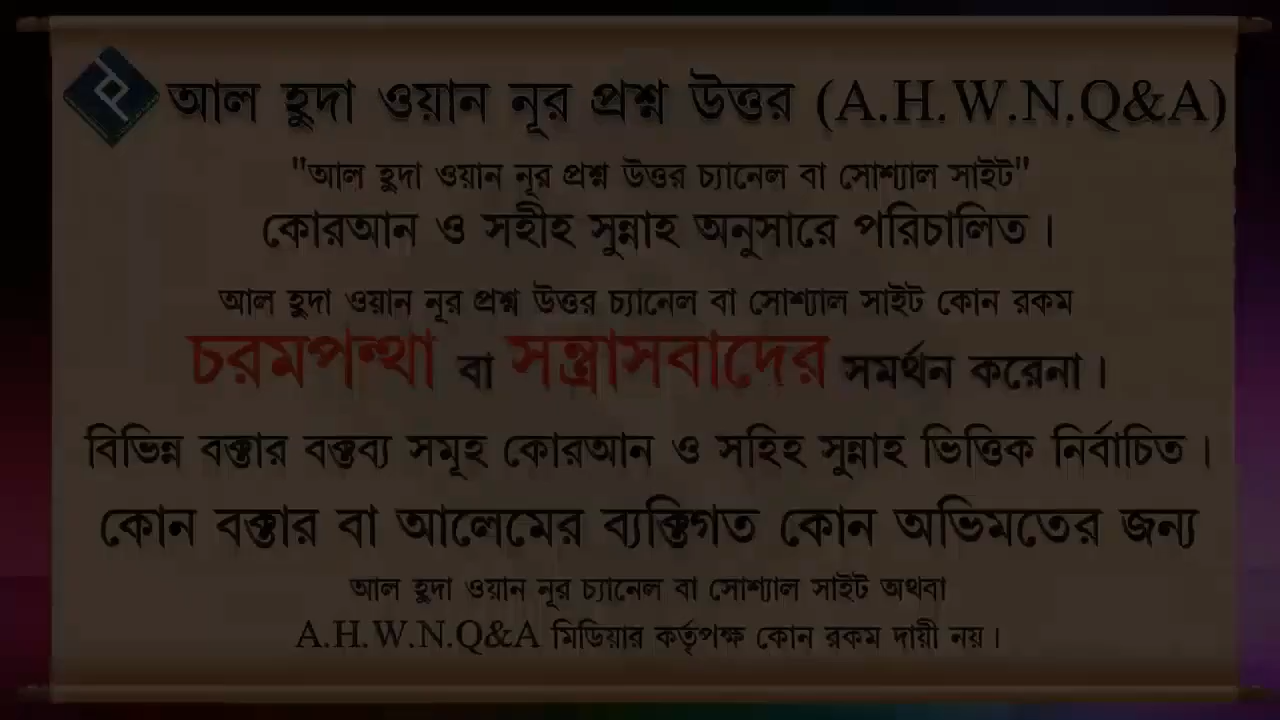 আল হুদা ওয়ান নূর প্রশ্ন উত্তর (A.H.W.N.Q&A)
"আল হুদা ওয়ান নূর প্রশ্ন উত্তর চ্যানেল বা সোশ্যাল সাইট"
কোরআন ও সহীহ সুন্নাহ অনুসারে পরিচালিত।
আল হুদা ওয়ান নূর প্রশ্ন উত্তর চ্যানেল বা সোশ্যাল সাইট কোন রকম
চরমপন্থা বা সন্ত্রাসবাদের সমর্থন করেনা।
বিভিন্ন বক্তার বক্তব্য সমূহ কোরআন ও সহিহ সুন্নাহ ভিত্তিক নির্বাচিত।
কোন বক্তার বা আলেমের ব্যক্তিগত কোন অভিমতের জন্য
আল হুদা ওয়ান নূর চ্যানেল বা সোশ্যাল সাইট অথবা
A.H.W.N.Q&A মিডিয়ার কর্তৃপক্ষ কোন রকম দায়ী নয়।